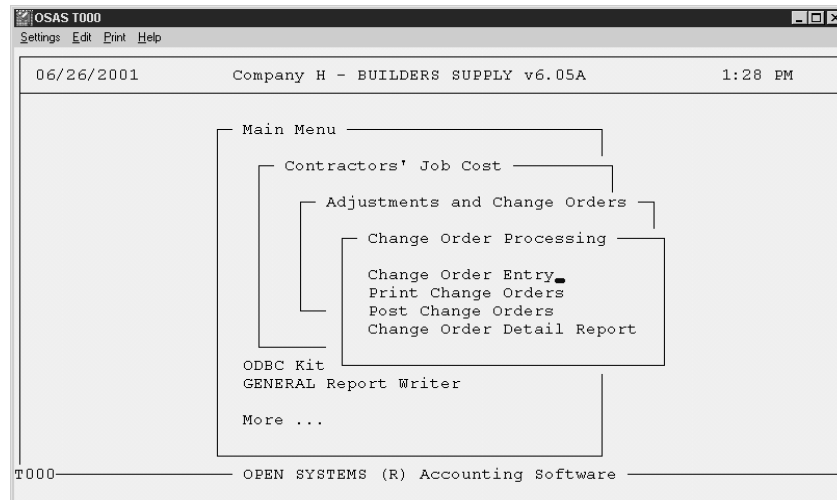 OSAS T000
Settings Edit Print Help
06/26/2001 Company H - BUILDERS SUPPLY v6.05A 1:28 PM
Main Menu
Contractors' Job Cost
Adjustments and Change Orders
Change Order Processing
Change Order Entry
Print Change Orders
Post Change Orders
Change Order Detail Report
ODBC Kit
GENERAL Report Writer
More ...
T000 OPEN SYSTEMS (R) Accounting Software